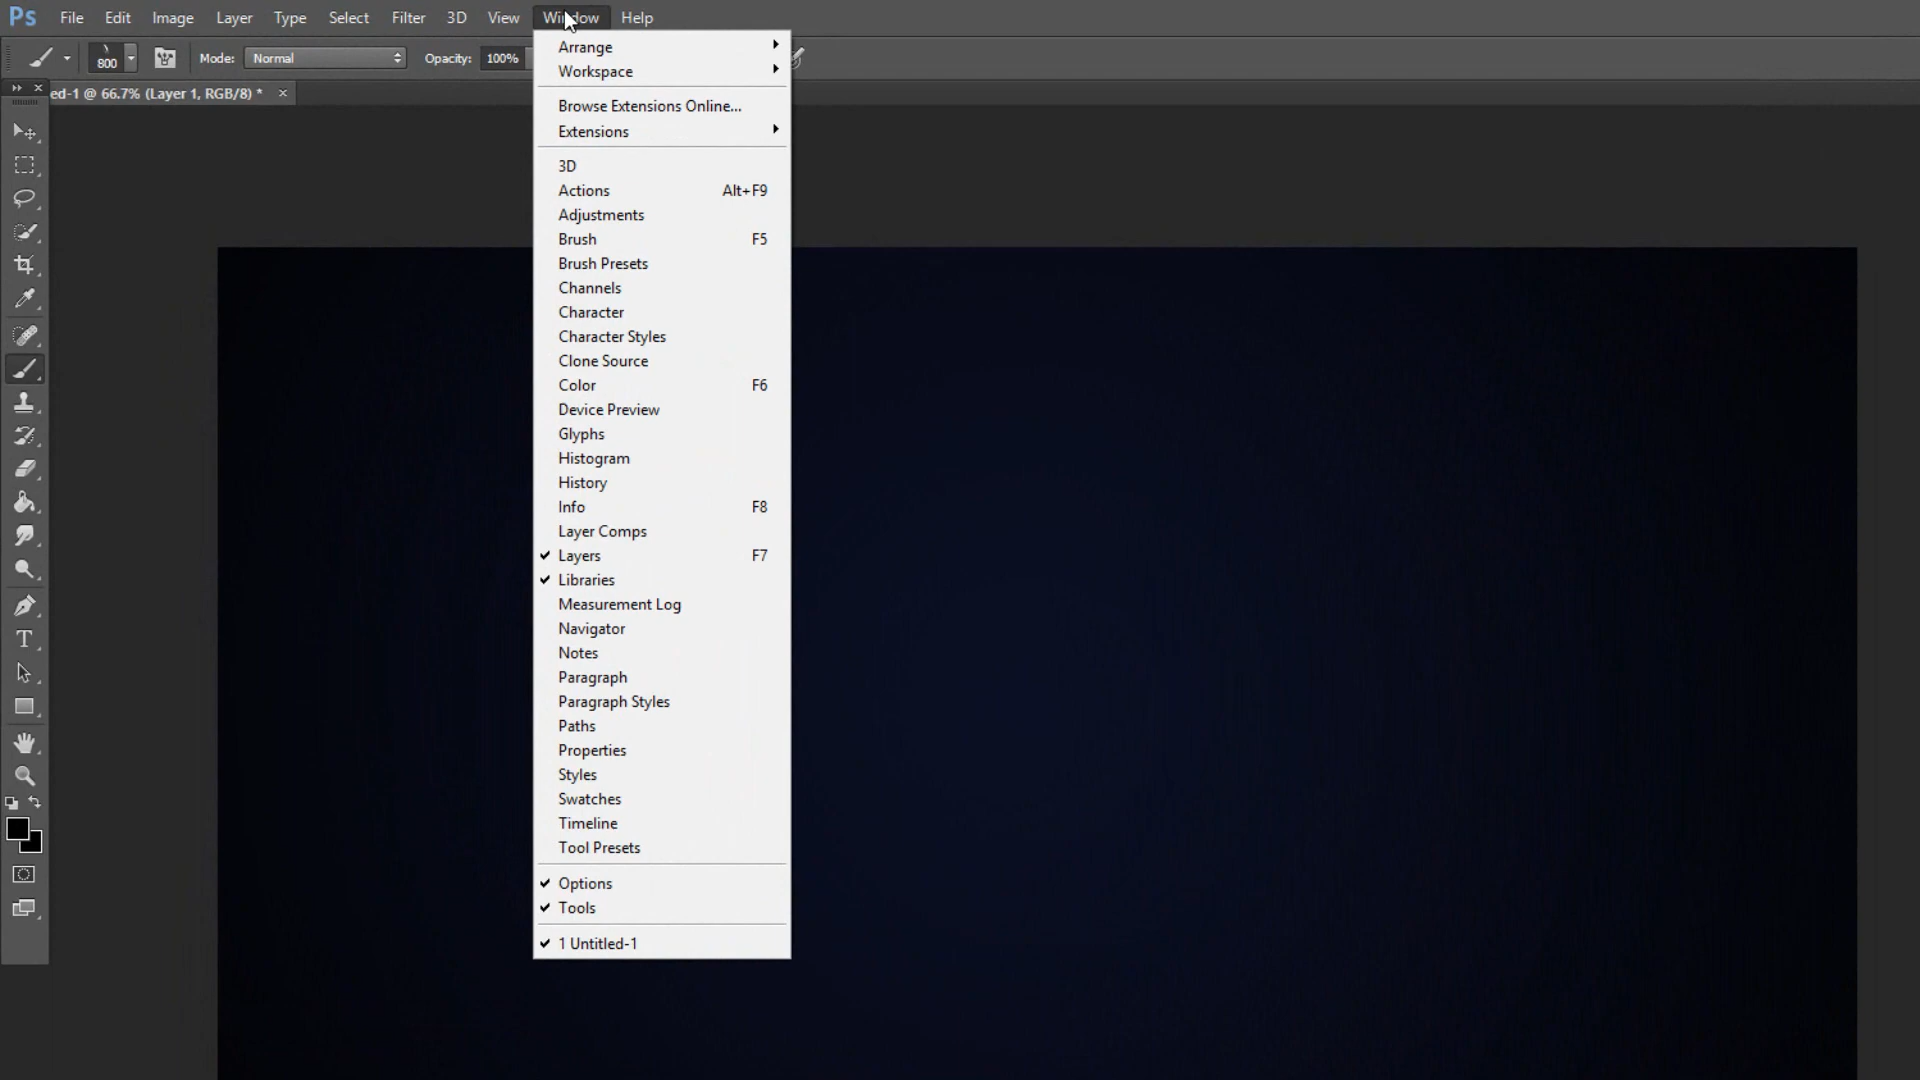 Ps File Edit Image Layer Type Select Filter 3D View Window Help
800 Mode: Normal Opacity: 100%
ed-1 @ 66.7% (Layer 1, RGB/8) *
Arrange
Workspace
Browse Extensions Online...
Extensions
3D
Actions Alt+F9
Adjustments
Brush F5
Brush Presets
Channels
Character
Character Styles
Clone Source
Color F6
Device Preview
Glyphs
Histogram
History
Info F8
Layer Comps
Layers F7
Libraries
Measurement Log
Navigator
Notes
Paragraph
Paragraph Styles
Paths
Properties
Styles
Swatches
Timeline
Tool Presets
Options
Tools
1 Untitled-1